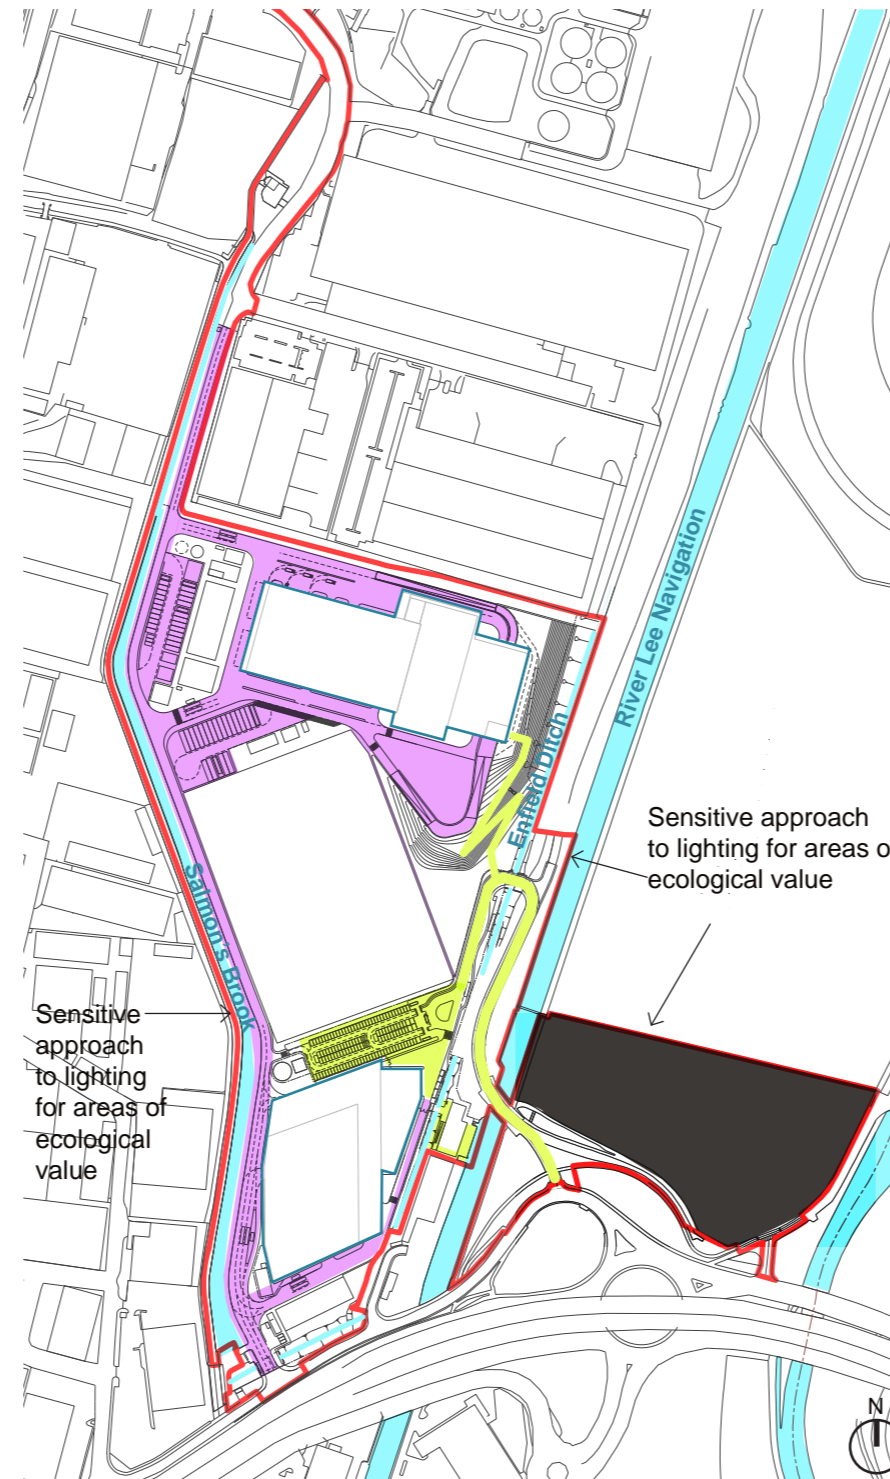 River Lee Navigation
Enfield Ditch
Sensitive approach
to lighting for areas o
ecological value
Salmon's Brook
Sensitive
approach
to lighting
for areas of
ecological
value
N